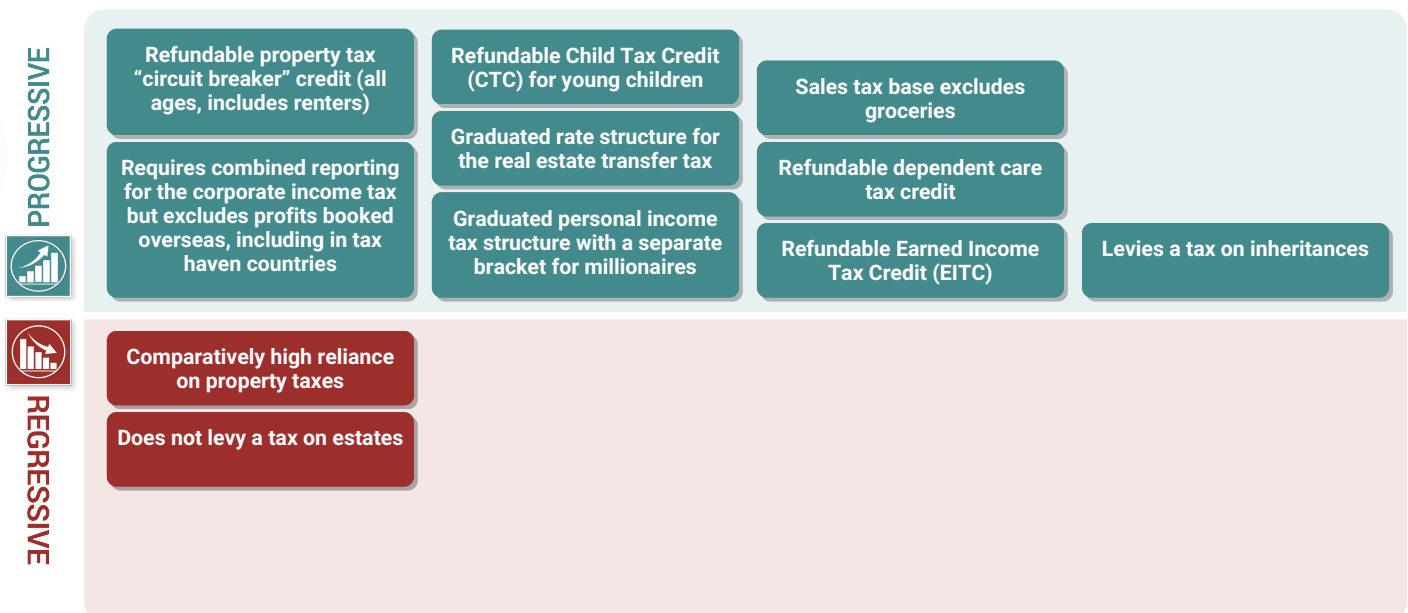 PROGRESSIVE
Refundable property tax
“circuit breaker” credit (all
ages, includes renters)
Requires combined reporting
for the corporate income tax
but excludes profits booked
overseas, including in tax
haven countries
Refundable Child Tax Credit
(CTC) for young children
Graduated rate structure for
the real estate transfer tax
Graduated personal income
tax structure with a separate
bracket for millionaires
Sales tax base excludes
groceries
Refundable dependent care
tax credit
Refundable Earned Income
Tax Credit (EITC)
Levies a tax on inheritances
REGRESSIVE
Comparatively high reliance
on property taxes
Does not levy a tax on estates